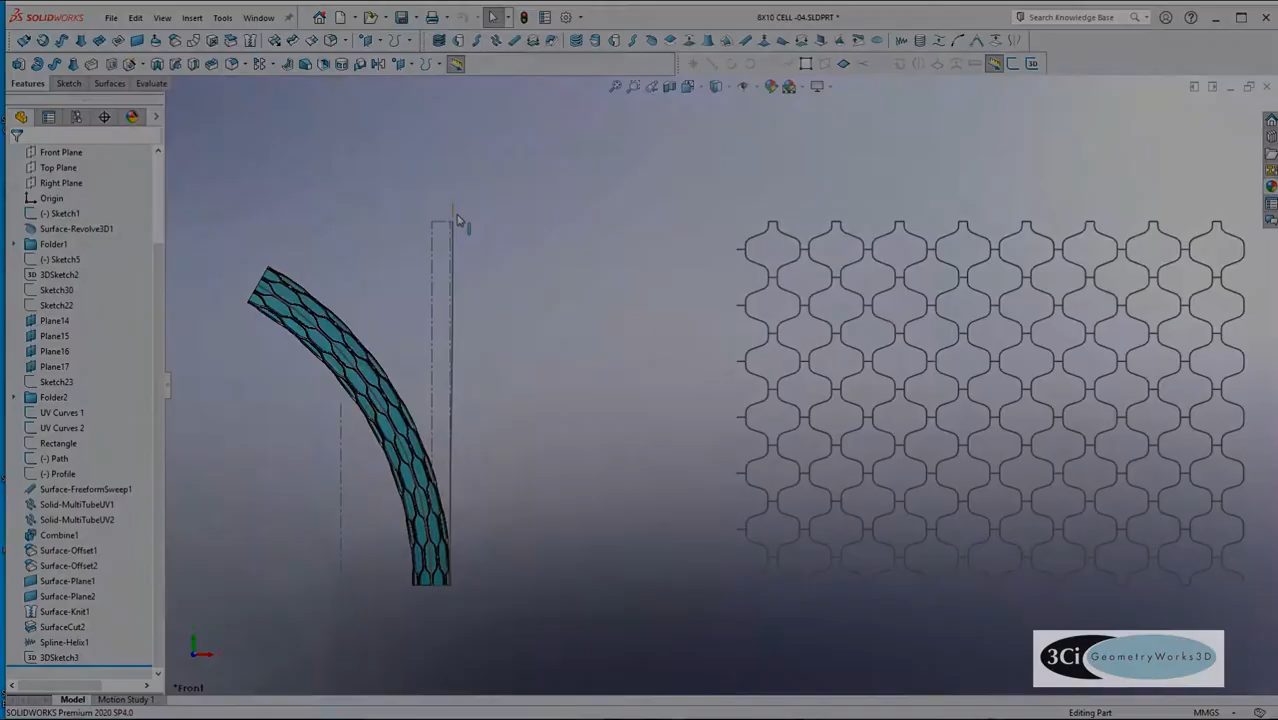 SOLIDWORKS File Edit View Insert Tools Window 8X10 CELL -04.SLDPRT * Search Knowledge Base
Features Sketch Surfaces Evaluate
Front Plane
Top Plane
Right Plane
Origin
(-) Sketch1
Surface-Revolve3D1
Folder1
(-) Sketch5
3D 3DSketch2
Sketch30
Sketch22
Plane14
Plane15
Plane16
Plane17
Sketch23
Folder2
UV Curves 1
UV Curves 2
Rectangle
(-) Path
(-) Profile
Surface-FreeformSweep1
Solid-MultiTubeUV1
Solid-MultiTubeUV2
Combine1
Surface-Offset1
Surface-Offset2
Surface-Plane1
Surface-Plane2
Surface-Knit1
SurfaceCut2
Spline-Helix1
3D 3DSketch3
3Ci GeometryWorks3D
*Front
Model Motion Study 1
SOLIDWORKS Premium 2020 SP4.0 Editing Part MMGS